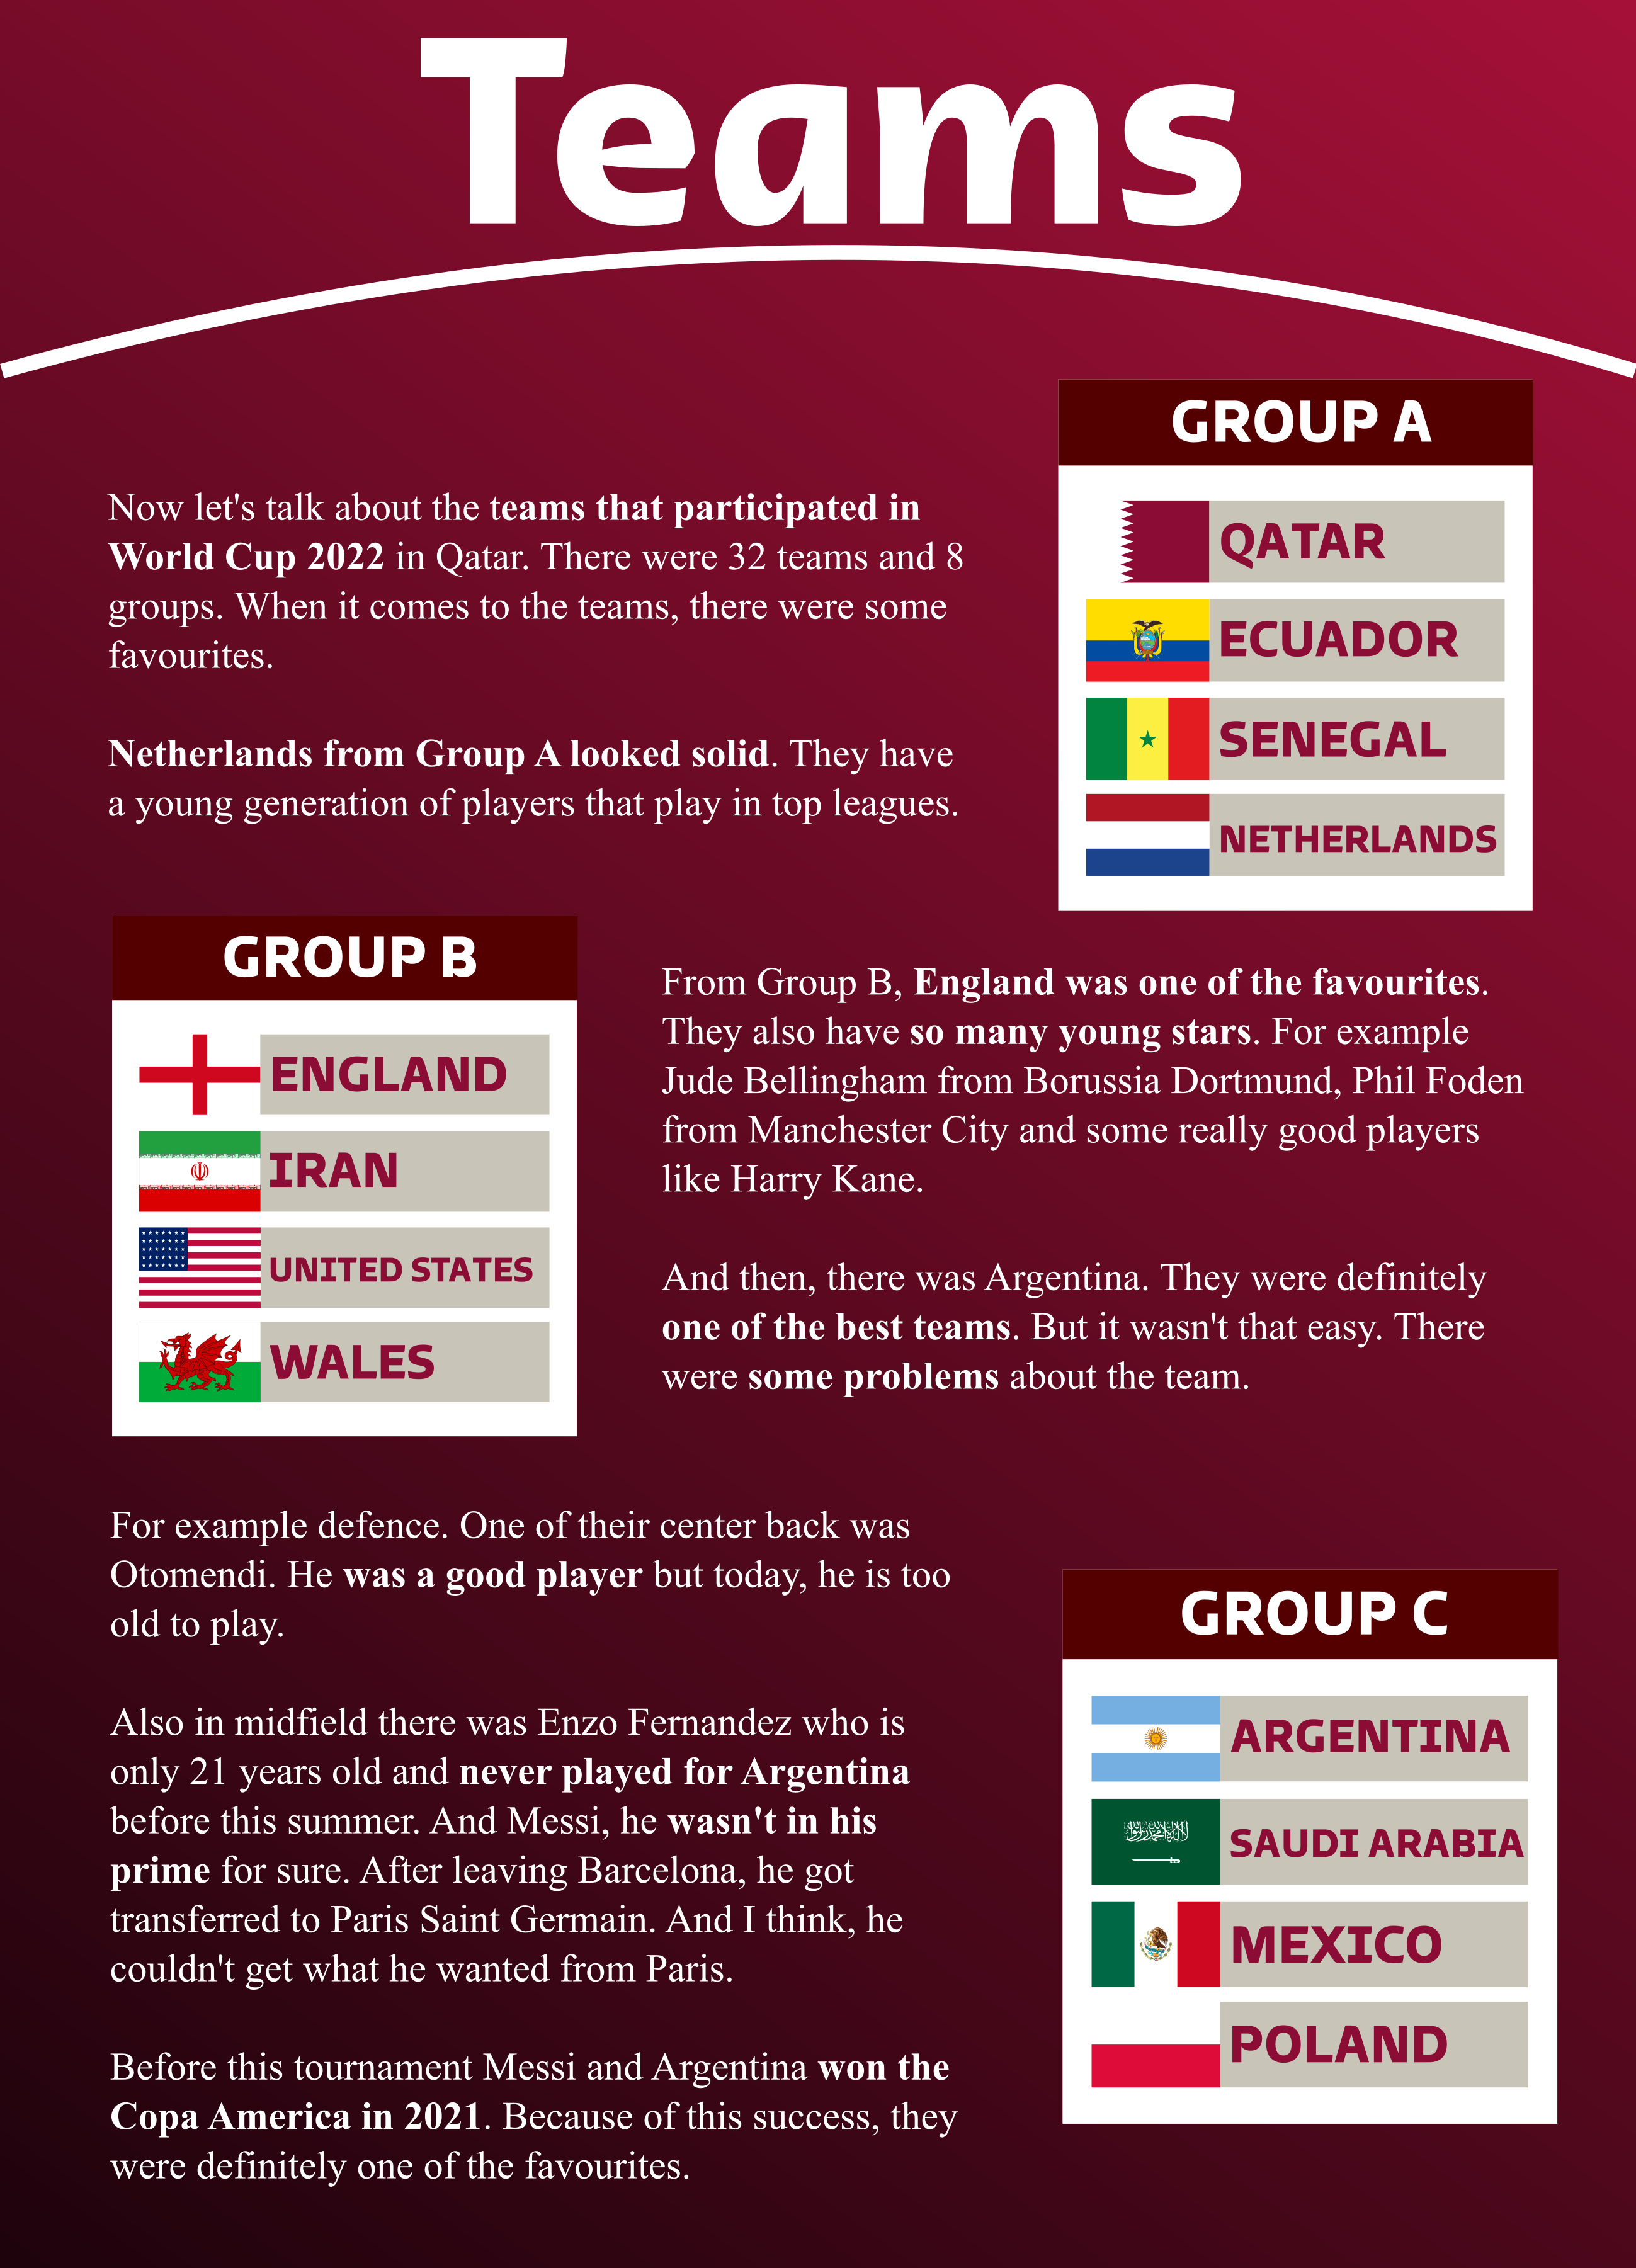 Teams
GROUP A
QATAR
ECUADOR
SENEGAL
NETHERLANDS
Now let's talk about the teams that participated in
World Cup 2022 in Qatar. There were 32 teams and 8
groups. When it comes to the teams, there were some
favourites.
Netherlands from Group A looked solid. They have
a young generation of players that play in top leagues.
GROUP B
ENGLAND
IRAN
UNITED STATES
WALES
From Group B, England was one of the favourites.
They also have so many young stars. For example
Jude Bellingham from Borussia Dortmund, Phil Foden
from Manchester City and some really good players
like Harry Kane.
And then, there was Argentina. They were definitely
one of the best teams. But it wasn't that easy. There
were some problems about the team.
For example defence. One of their center back was
Otomendi. He was a good player but today, he is too
old to play.
Also in midfield there was Enzo Fernandez who is
only 21 years old and never played for Argentina
before this summer. And Messi, he wasn't in his
prime for sure. After leaving Barcelona, he got
transferred to Paris Saint Germain. And I think, he
couldn't get what he wanted from Paris.
Before this tournament Messi and Argentina won the
Copa America in 2021. Because of this success, they
were definitely one of the favourites.
GROUP C
ARGENTINA
SAUDI ARABIA
MEXICO
POLAND